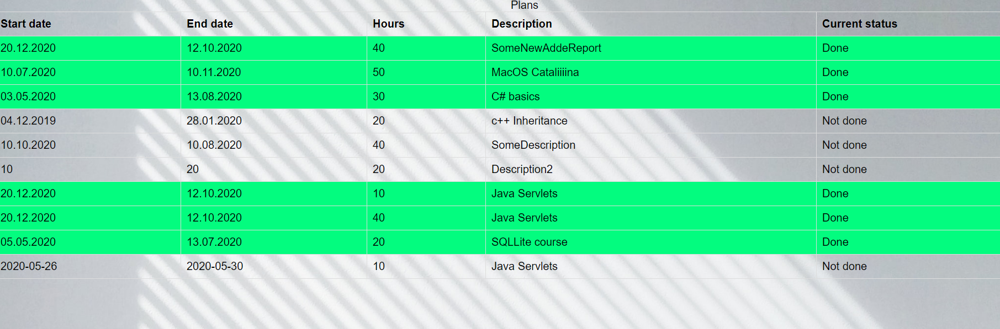 Plans
Start date End date Hours Description Current status
20.12.2020 12.10.2020 40 SomeNewAddeReport Done
10.07.2020 10.11.2020 50 MacOS Cataliiiina Done
03.05.2020 13.08.2020 30 C# basics Done
04.12.2019 28.01.2020 20 c++ Inheritance Not done
10.10.2020 10.08.2020 40 SomeDescription Not done
10 20 20 Description2 Not done
20.12.2020 12.10.2020 10 Java Servlets Done
20.12.2020 12.10.2020 40 Java Servlets Done
05.05.2020 13.07.2020 20 SQLLite course Done
2020-05-26 2020-05-30 10 Java Servlets Not done